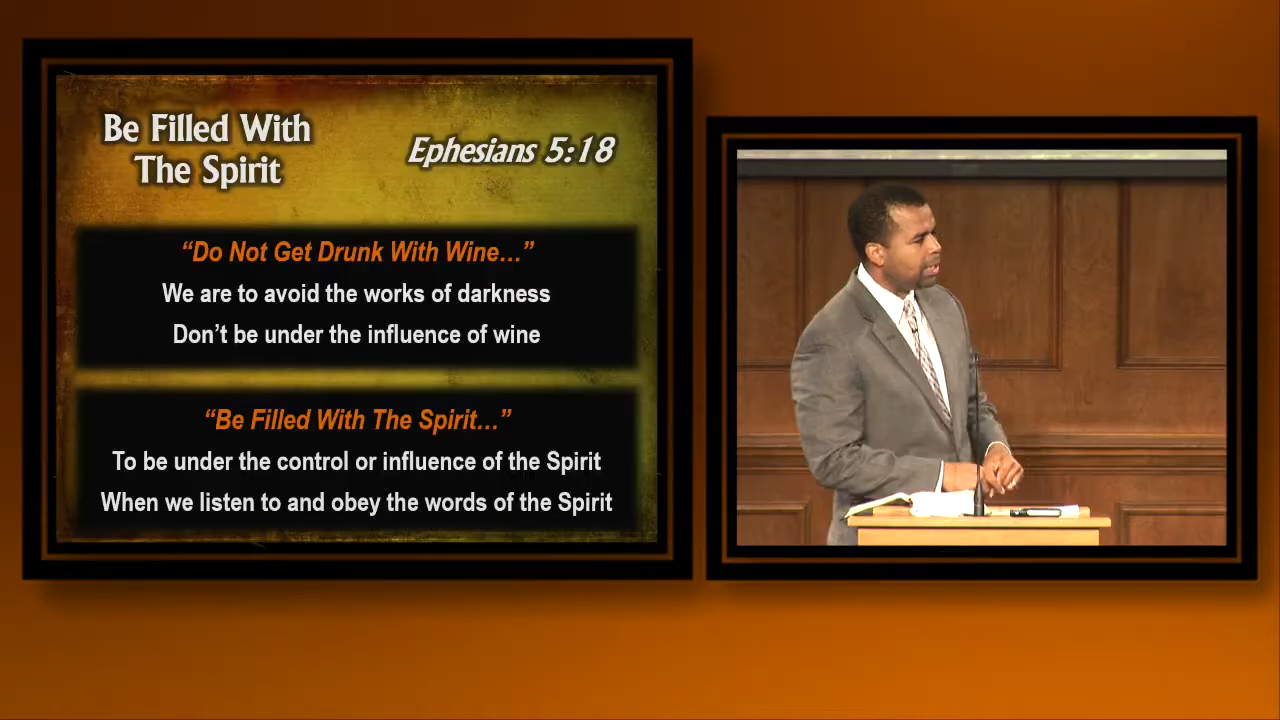 Be Filled With
The Spirit
Ephesians 5:18
“Do Not Get Drunk With Wine…”
We are to avoid the works of darkness
Don’t be under the influence of wine
“Be Filled With The Spirit…”
To be under the control or influence of the Spirit
When we listen to and obey the words of the Spirit